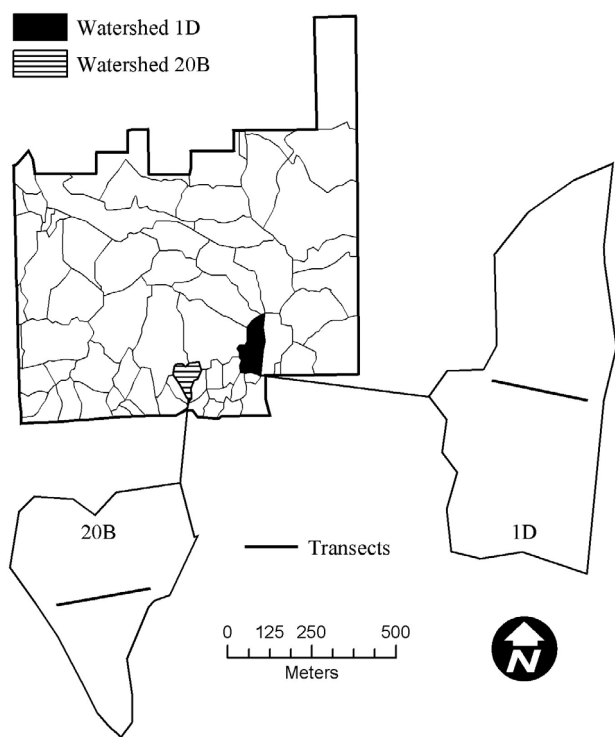 Watershed 1D
Watershed 20B
20B
1D
Transects
0 125 250 500
Meters
N